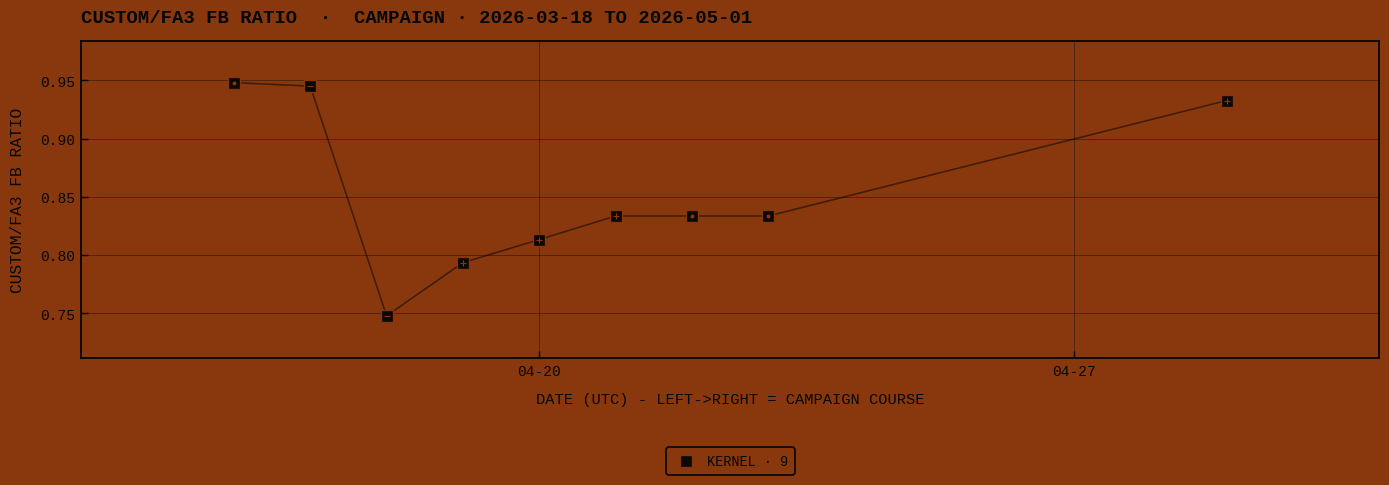 CUSTOM/FA3 FB RATIO · CAMPAIGN · 2026-03-18 TO 2026-05-01
CUSTOM/FA3 FB RATIO
0.95
0.90
0.85
0.80
0.75
04-20 04-27
DATE (UTC) - LEFT->RIGHT = CAMPAIGN COURSE
KERNEL · 9